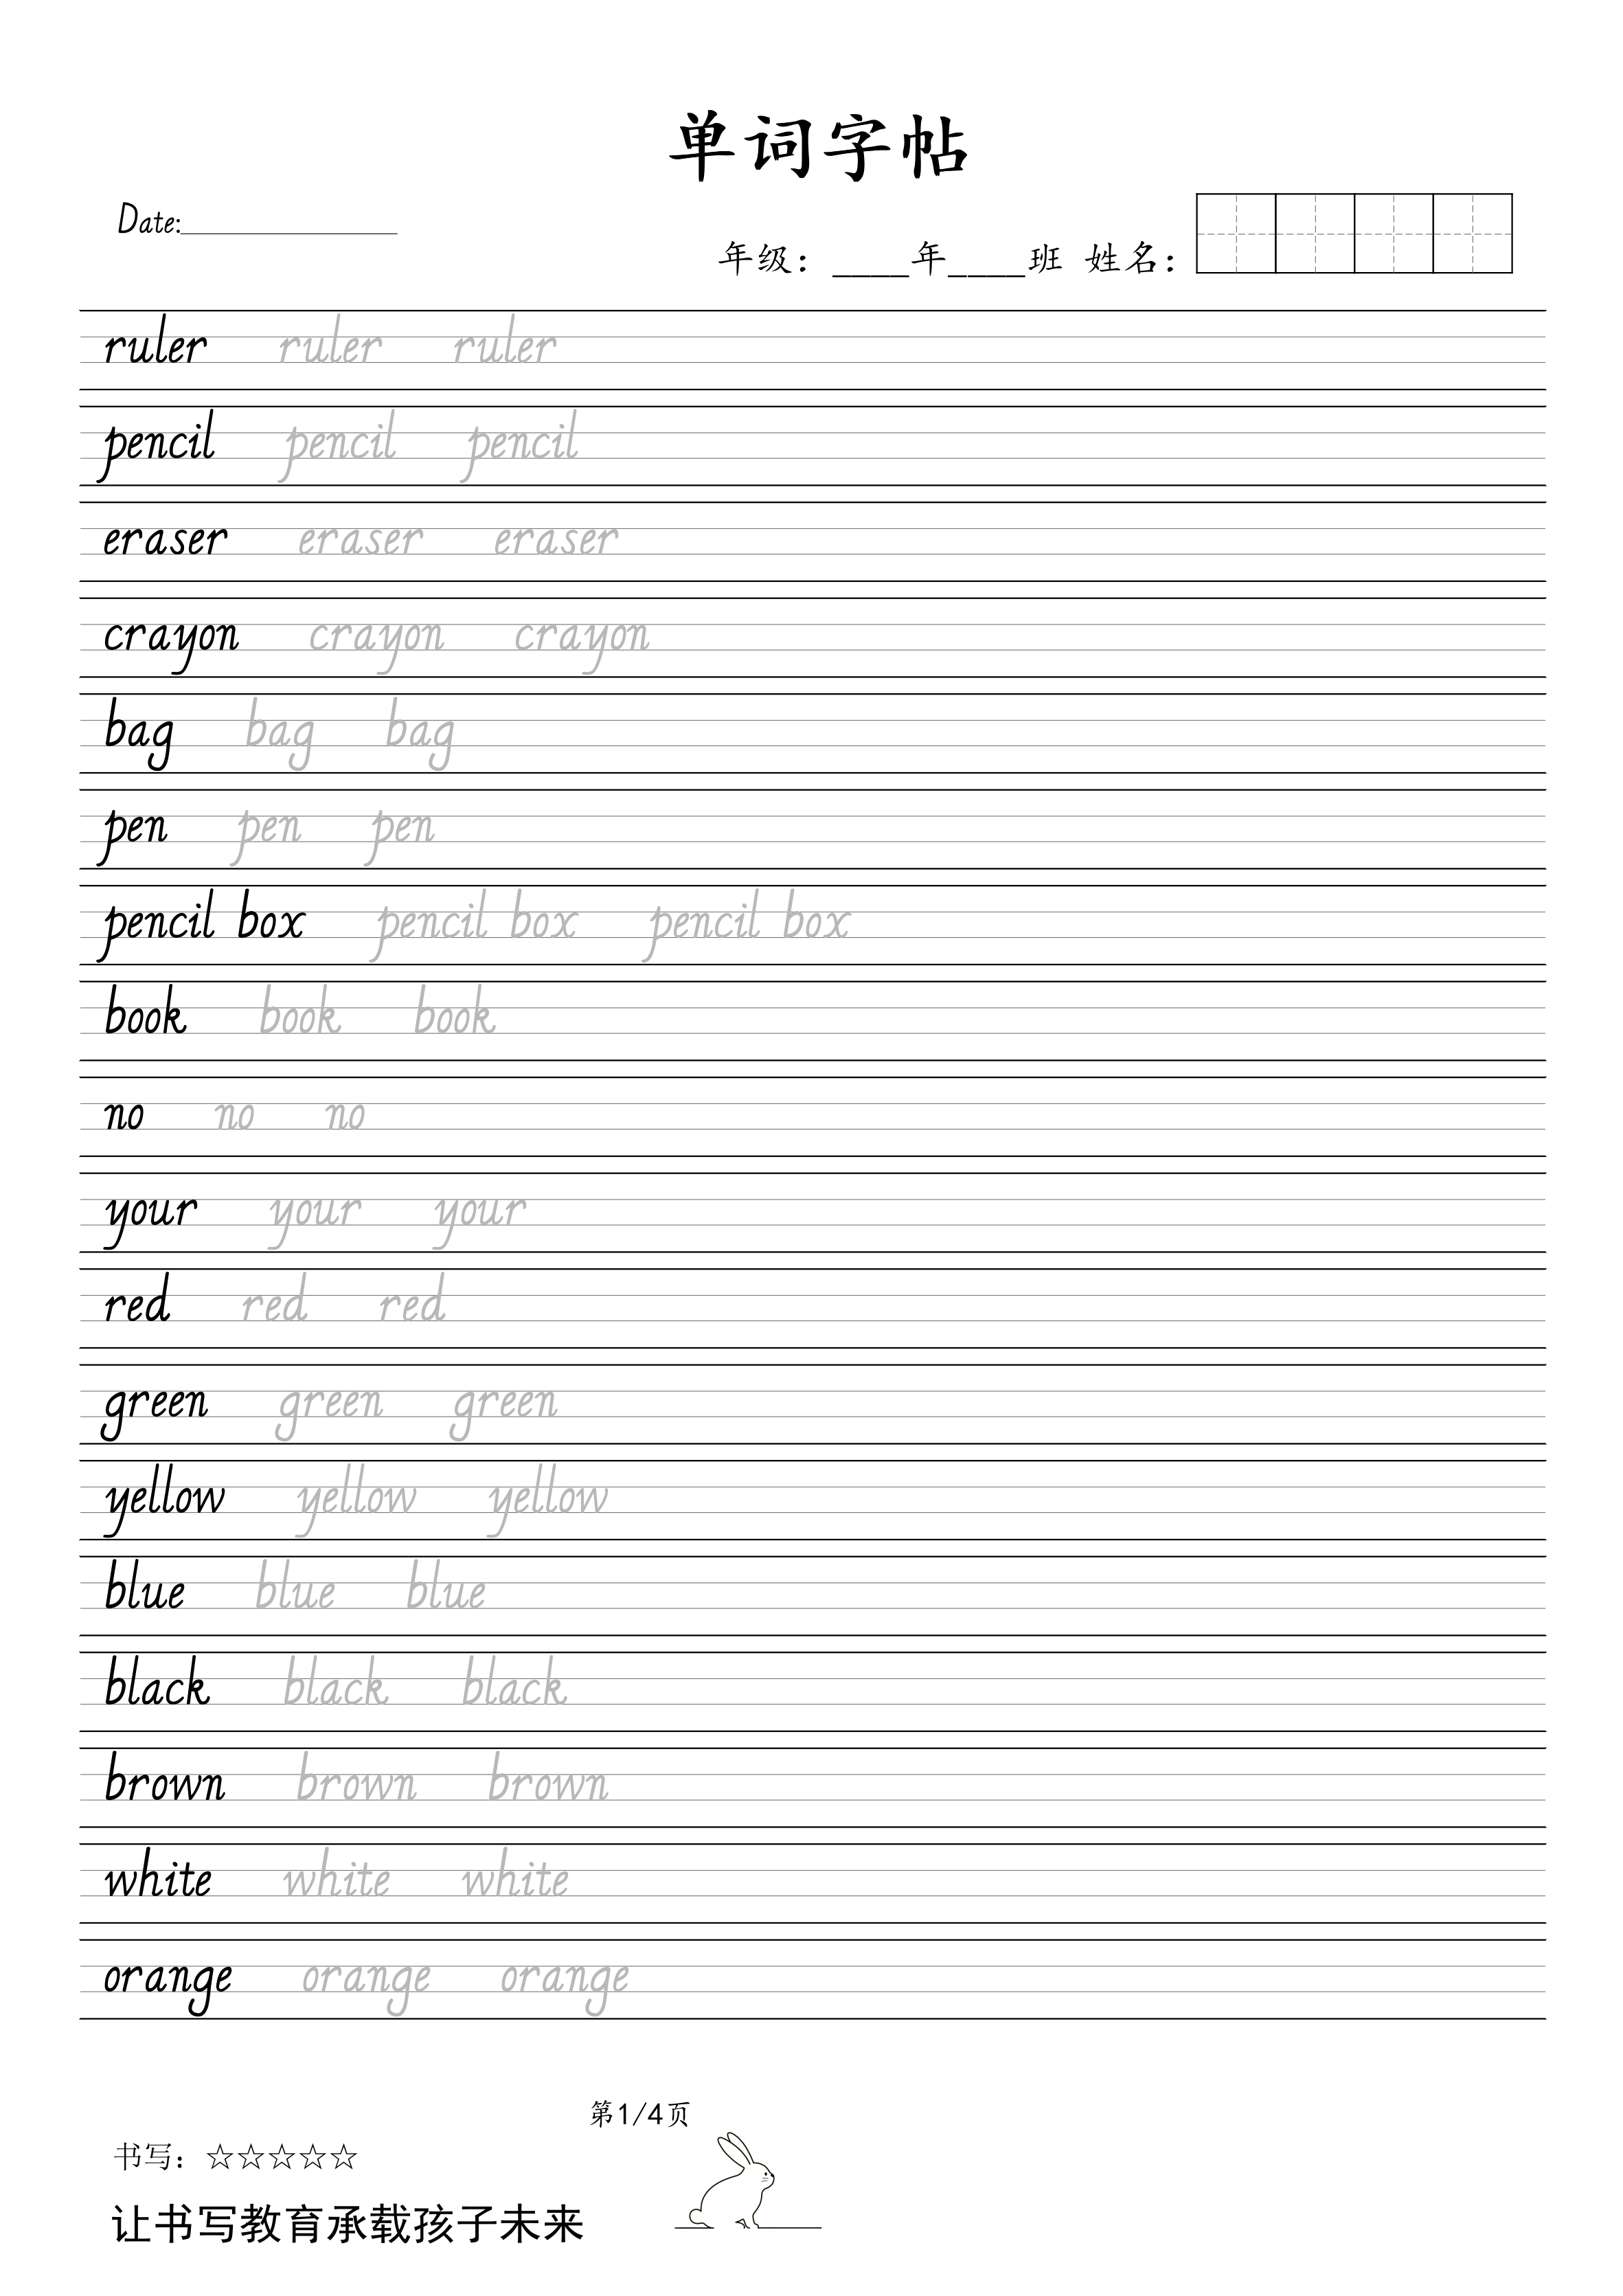 单词字帖
Date:
年级：____年____班 姓名：
ruler ruler ruler
pencil pencil pencil
eraser eraser eraser
crayon crayon crayon
bag bag bag
pen pen pen
pencil box pencil box pencil box
book book book
no no no
your your your
red red red
green green green
yellow yellow yellow
blue blue blue
black black black
brown brown brown
white white white
orange orange orange
第1/4页
书写：☆☆☆☆☆
让书写教育承载孩子未来